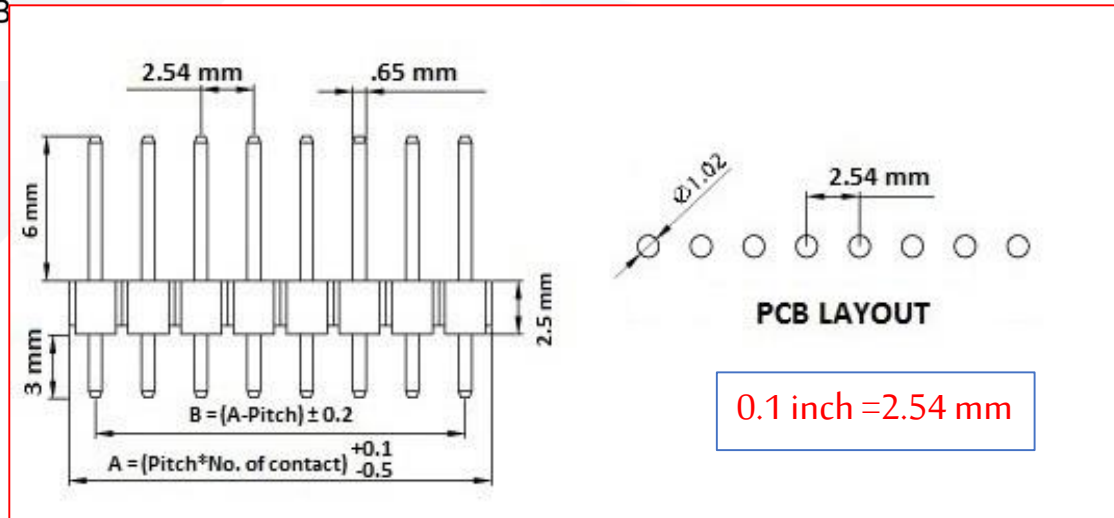 2.54 mm
.65 mm
6 mm
3 mm
2.5 mm
B = (A-Pitch) ± 0.2
A = (Pitch*No. of contact) +0.1 -0.5
Ø1.02
2.54 mm
PCB LAYOUT
0.1 inch =2.54 mm